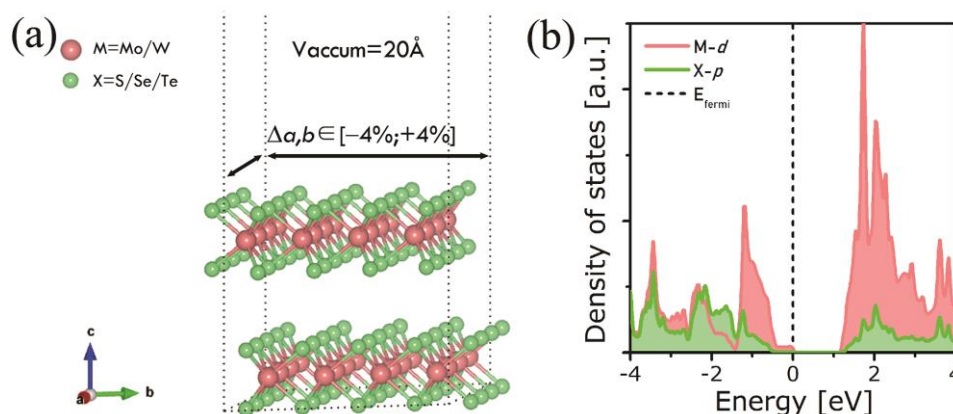 (a)
M=Mo/W
X=S/Se/Te
Vaccum=20Å
Δa,b∈[−4%;+4%]
c
a
b
(b)
Density of states [a.u.]
M-d
X-p
E_fermi
-4 -2 0 2 4
Energy [eV]